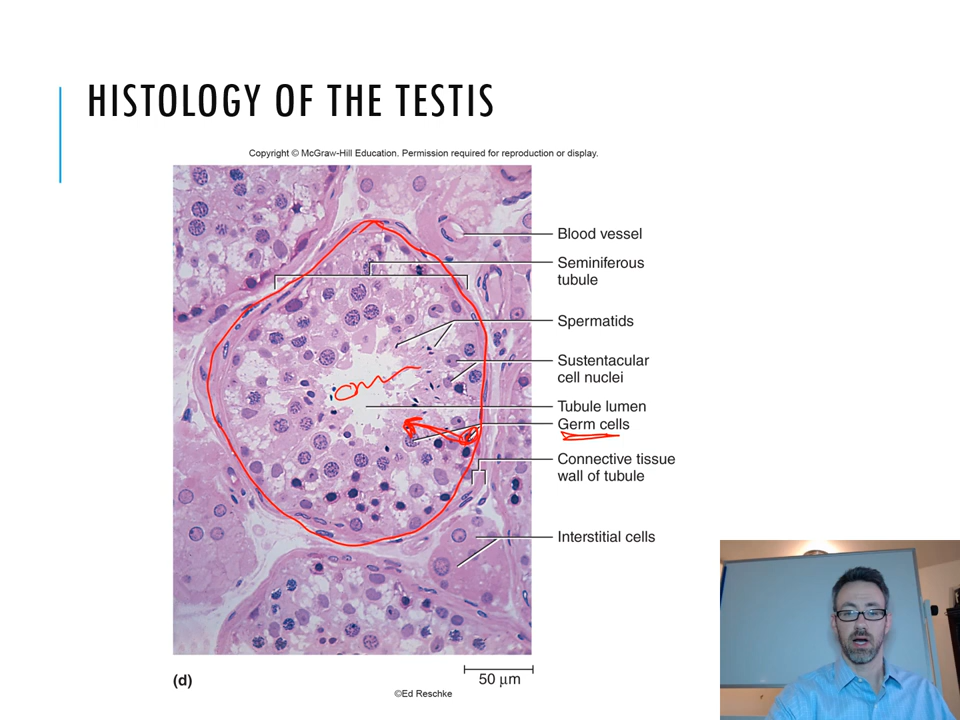 HISTOLOGY OF THE TESTIS
Copyright © McGraw-Hill Education. Permission required for reproduction or display.
Blood vessel
Seminiferous
tubule
Spermatids
Sustentacular
cell nuclei
Tubule lumen
Germ cells
Connective tissue
wall of tubule
Interstitial cells
50 μm
(d)
©Ed Reschke